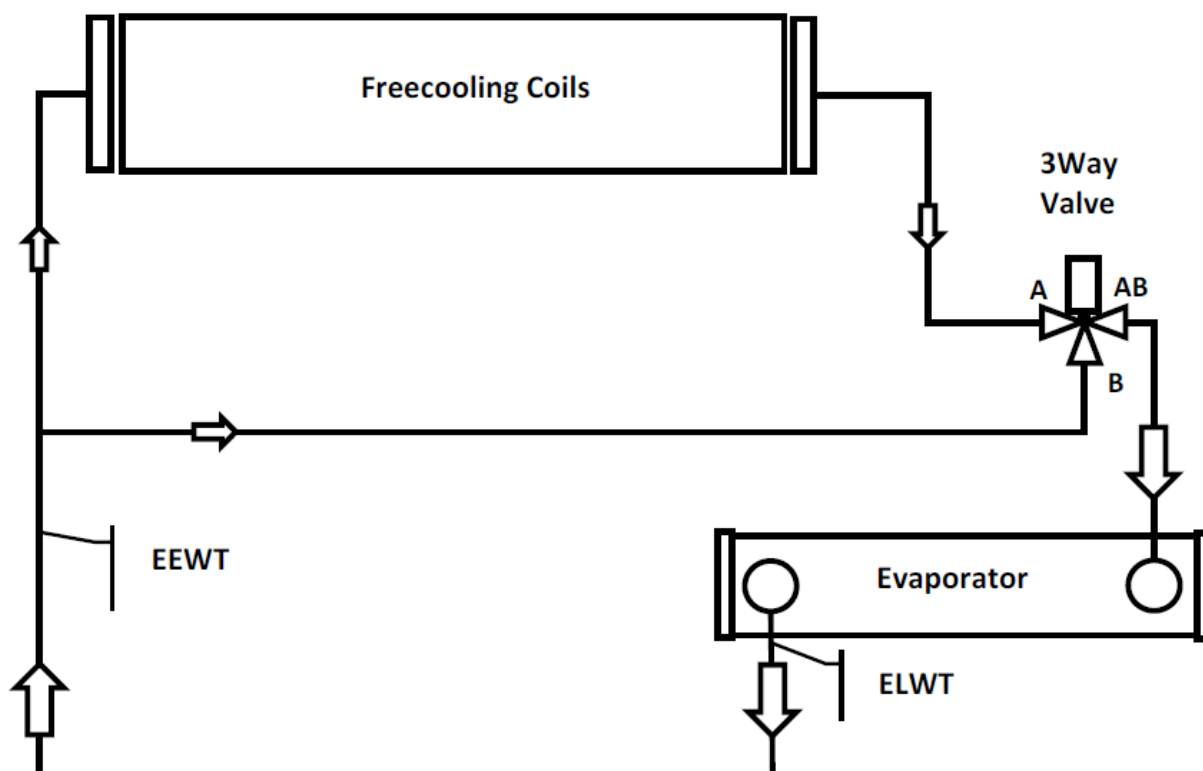 Freecooling Coils
3Way
Valve
A
AB
B
EEWT
Evaporator
ELWT